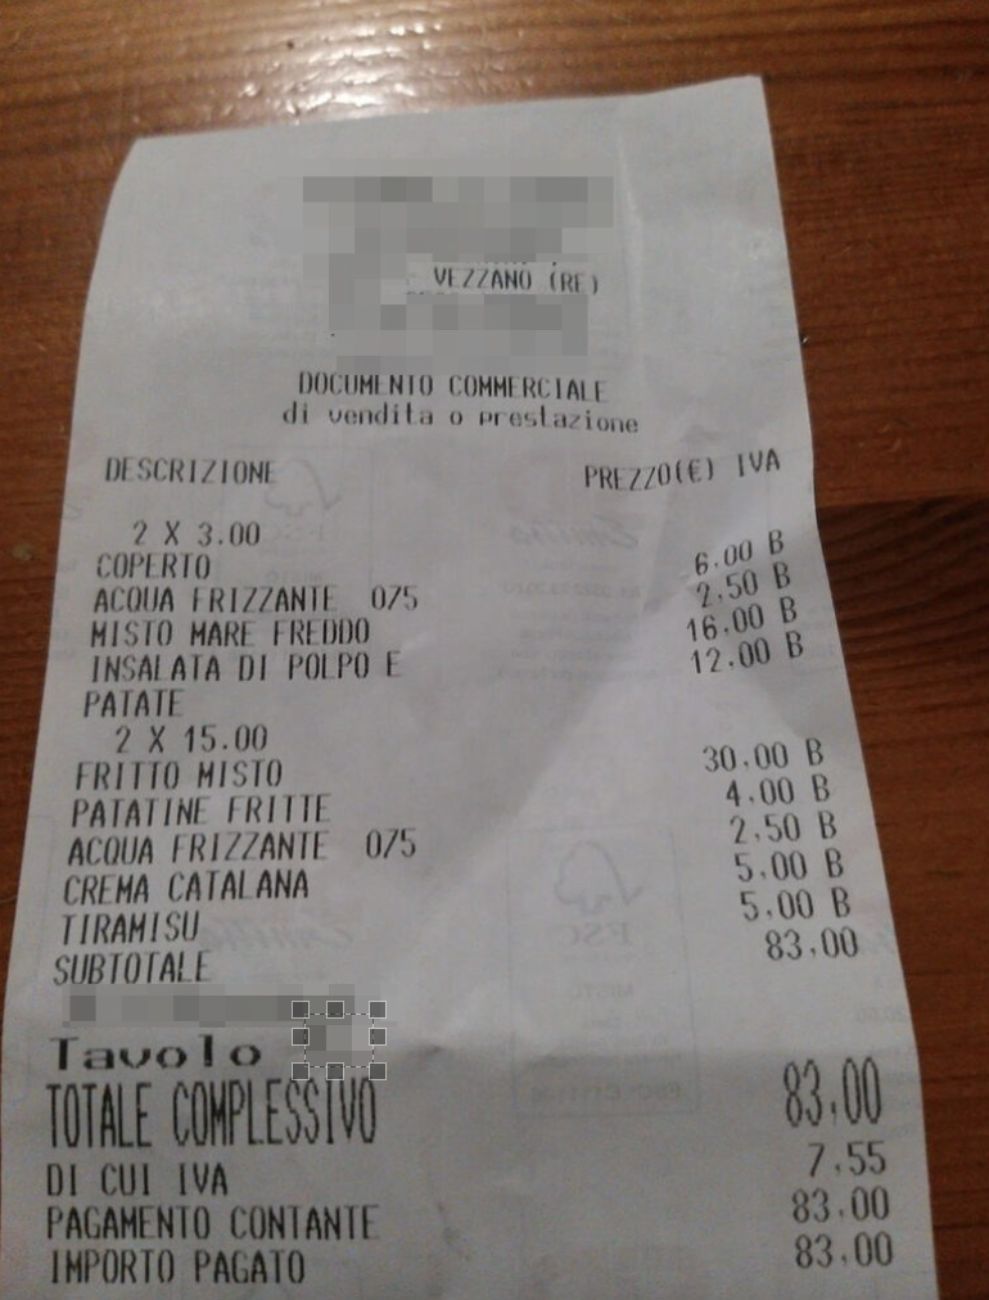 VEZZANO (RE)
DOCUMENTO COMMERCIALE
di vendita o prestazione
DESCRIZIONE PREZZO(€) IVA
2 X 3.00
COPERTO 6.00 B
ACQUA FRIZZANTE 075 2,50 B
MISTO MARE FREDDO 16.00 B
INSALATA DI POLPO E 12.00 B
PATATE
2 X 15.00
FRITTO MISTO 30.00 B
PATATINE FRITTE 4.00 B
ACQUA FRIZZANTE 075 2,50 B
CREMA CATALANA 5.00 B
TIRAMISU 5.00 B
SUBTOTALE 83,00
Tavolo
TOTALE COMPLESSIVO 83,00
DI CUI IVA 7,55
PAGAMENTO CONTANTE 83,00
IMPORTO PAGATO 83,00